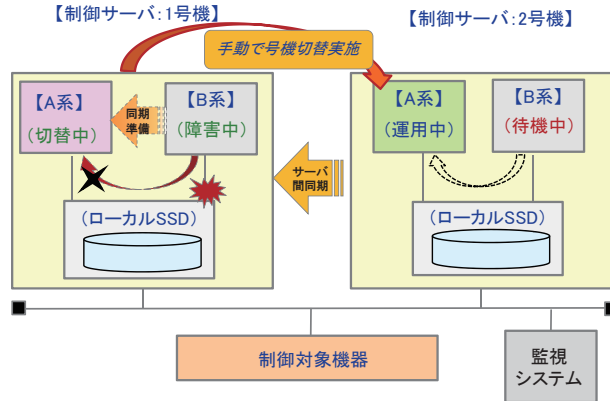 【制御サーバ:1号機】
【制御サーバ:2号機】
手動で号機切替実施
【A系】
(切替中)
同期
準備
【B系】
(障害中)
【A系】
(運用中)
【B系】
(待機中)
サーバ
間同期
(ローカルSSD)
(ローカルSSD)
制御対象機器
監視
システム